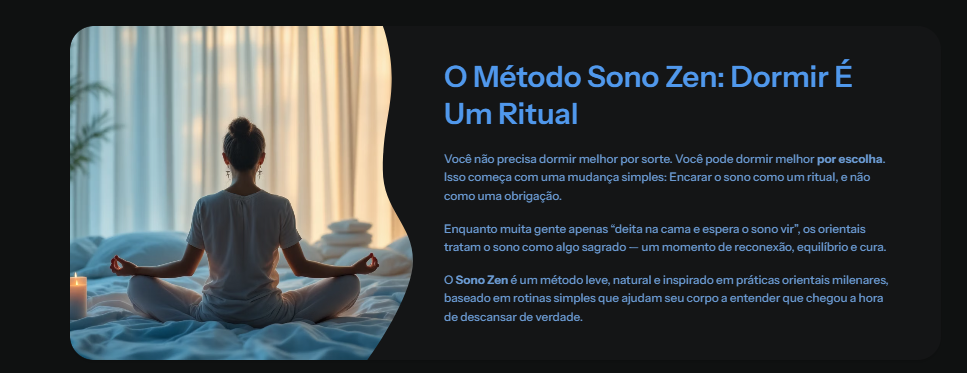 O Método Sono Zen: Dormir É
Um Ritual
Você não precisa dormir melhor por sorte. Você pode dormir melhor por escolha.
Isso começa com uma mudança simples: Encarar o sono como um ritual, e não
como uma obrigação.
Enquanto muita gente apenas “deita na cama e espera o sono vir”, os orientais
tratam o sono como algo sagrado — um momento de reconexão, equilíbrio e cura.
O Sono Zen é um método leve, natural e inspirado em práticas orientais milenares,
baseado em rotinas simples que ajudam seu corpo a entender que chegou a hora
de descansar de verdade.